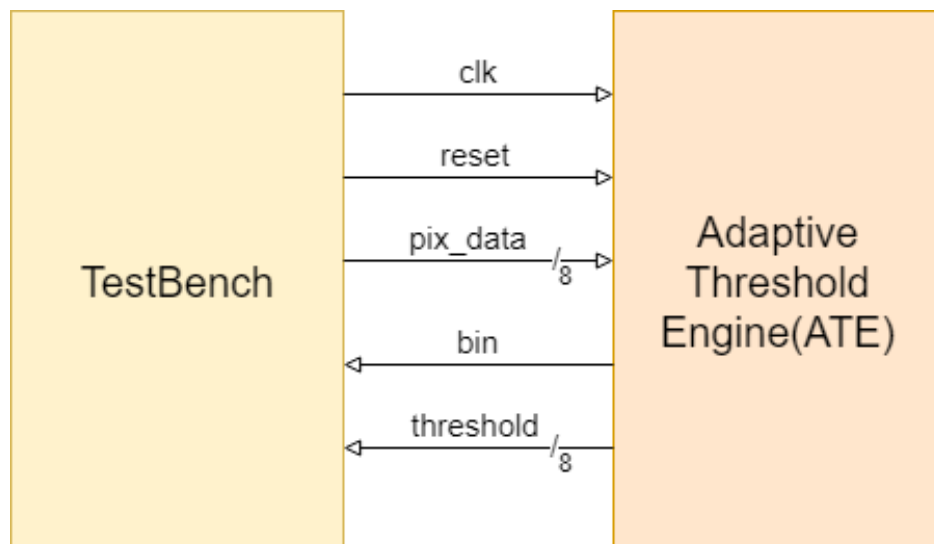 clk
reset
pix_data
/8
TestBench
bin
threshold
/8
Adaptive
Threshold
Engine(ATE)